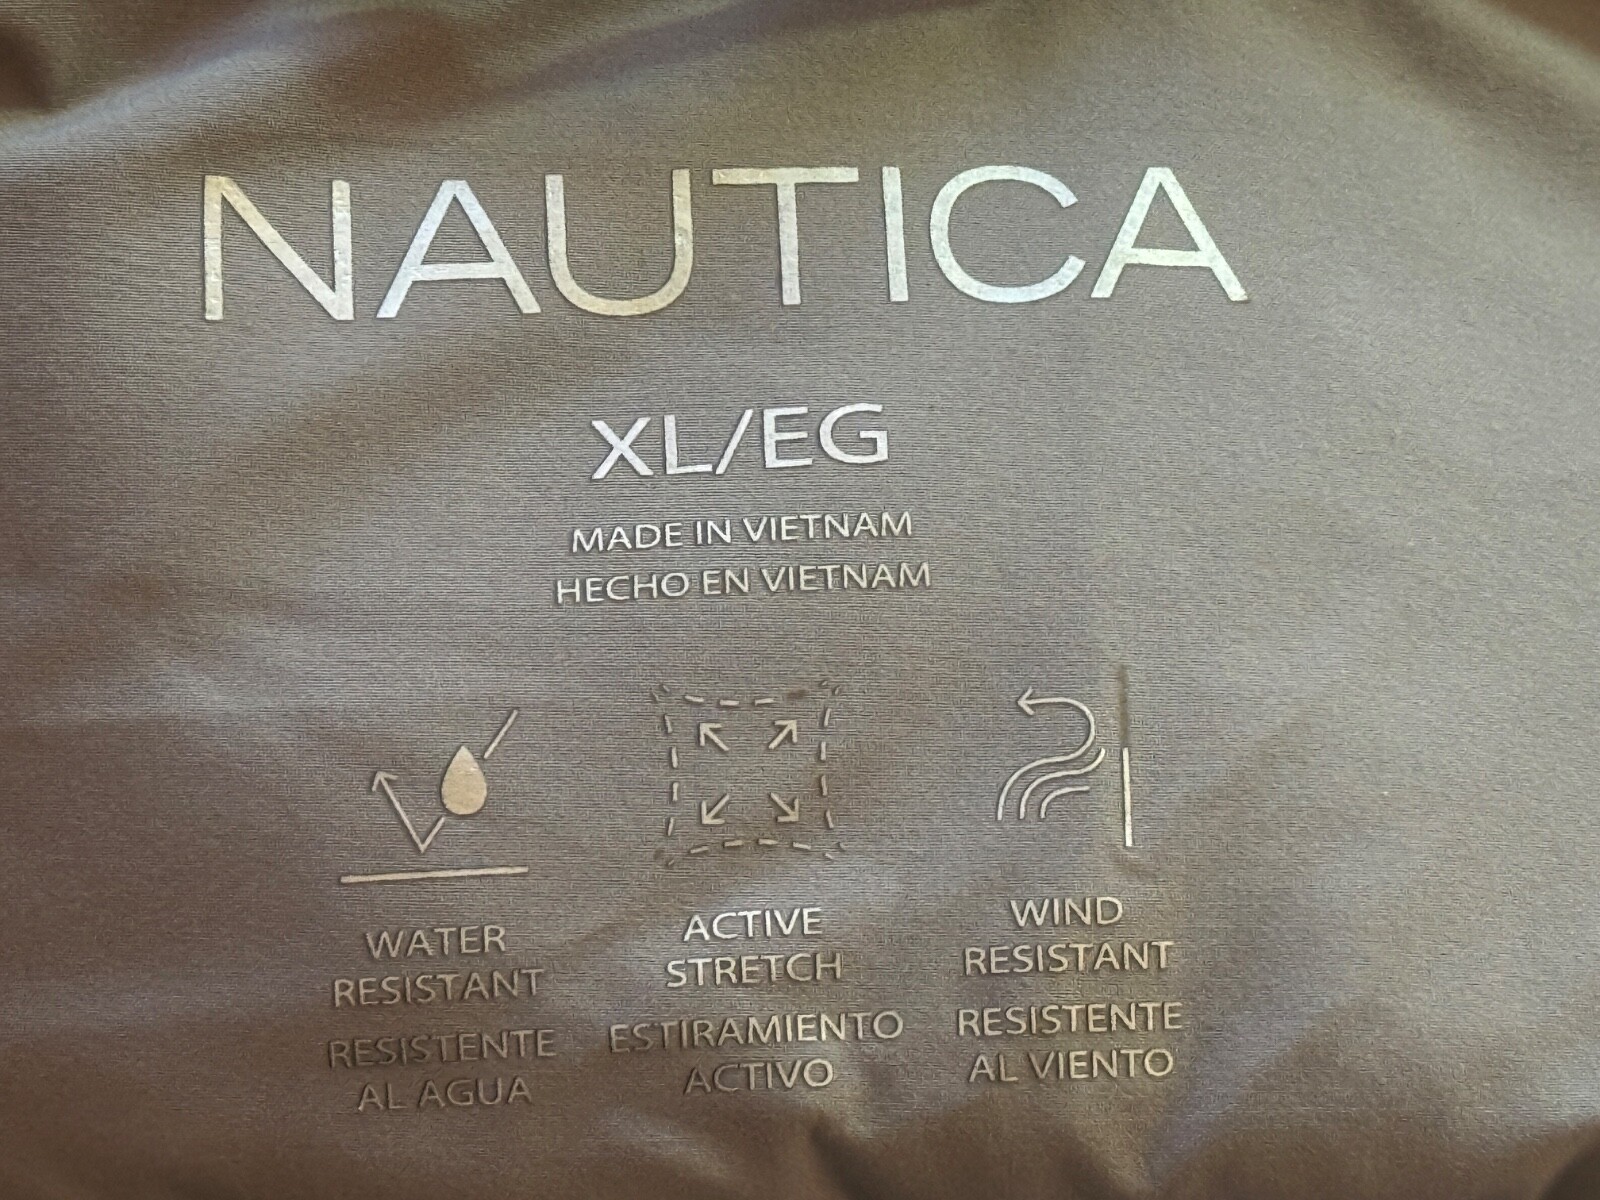 NAUTICA
XL/EG
MADE IN VIETNAM
HECHO EN VIETNAM
WATER
RESISTANT
RESISTENTE
AL AGUA
ACTIVE
STRETCH
ESTIRAMIENTO
ACTIVO
WIND
RESISTANT
RESISTENTE
AL VIENTO